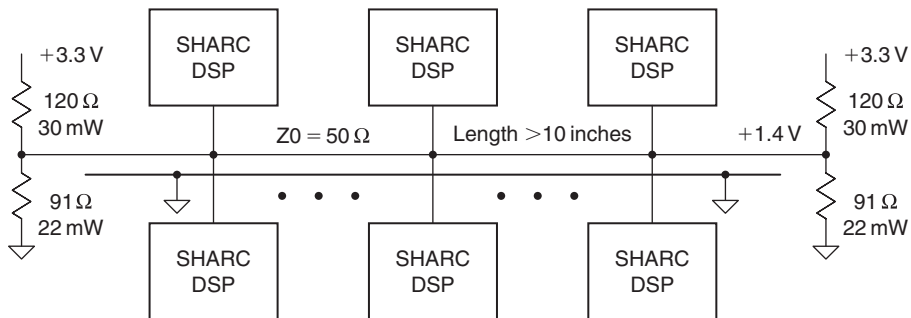 SHARC
DSP
SHARC
DSP
SHARC
DSP
+3.3 V
+3.3 V
120 Ω
30 mW
120 Ω
30 mW
Z0 = 50 Ω
Length >10 inches
+1.4 V
91 Ω
22 mW
91 Ω
22 mW
SHARC
DSP
SHARC
DSP
SHARC
DSP